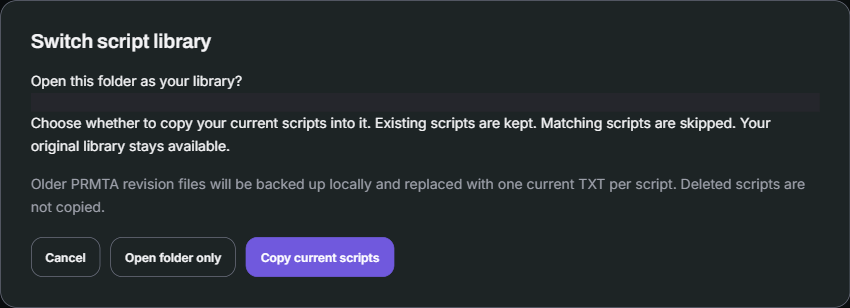 Switch script library
Open this folder as your library?
Choose whether to copy your current scripts into it. Existing scripts are kept. Matching scripts are skipped. Your
original library stays available.
Older PRMTA revision files will be backed up locally and replaced with one current TXT per script. Deleted scripts are
not copied.
Cancel
Open folder only
Copy current scripts